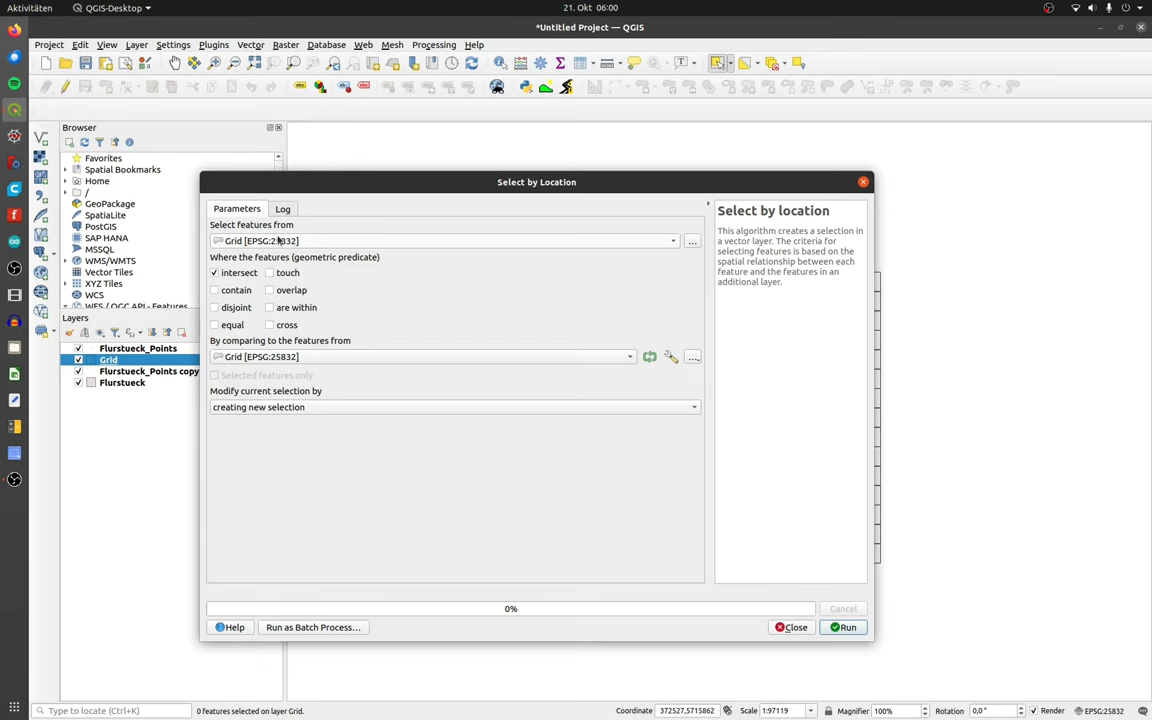 Aktivitäten
QGIS-Desktop
21. Okt 06:00
*Untitled Project — QGIS
Project Edit View Layer Settings Plugins Vector Raster Database Web Mesh Processing Help
Browser
Favorites
Spatial Bookmarks
Home
/
GeoPackage
SpatiaLite
PostGIS
SAP HANA
MSSQL
WMS/WMTS
Vector Tiles
XYZ Tiles
WCS
WFS / OGC API - Features
Layers
Flurstueck_Points
Grid
Flurstueck_Points copy
Flurstueck
Select by Location
Parameters
Log
Select features from
Grid [EPSG:25832]
…
Where the features (geometric predicate)
intersect touch
contain overlap
disjoint are within
equal cross
By comparing to the features from
Grid [EPSG:25832]
…
Selected features only
Modify current selection by
creating new selection
Select by location
This algorithm creates a selection in
a vector layer. The criteria for
selecting features is based on the
spatial relationship between each
feature and the features in an
additional layer.
0%
Cancel
Help
Run as Batch Process…
Close
Run
Type to locate (Ctrl+K)
0 features selected on layer Grid.
Coordinate 372527,5715862
Scale 1:97119
Magnifier 100%
Rotation 0,0 °
Render
EPSG:25832